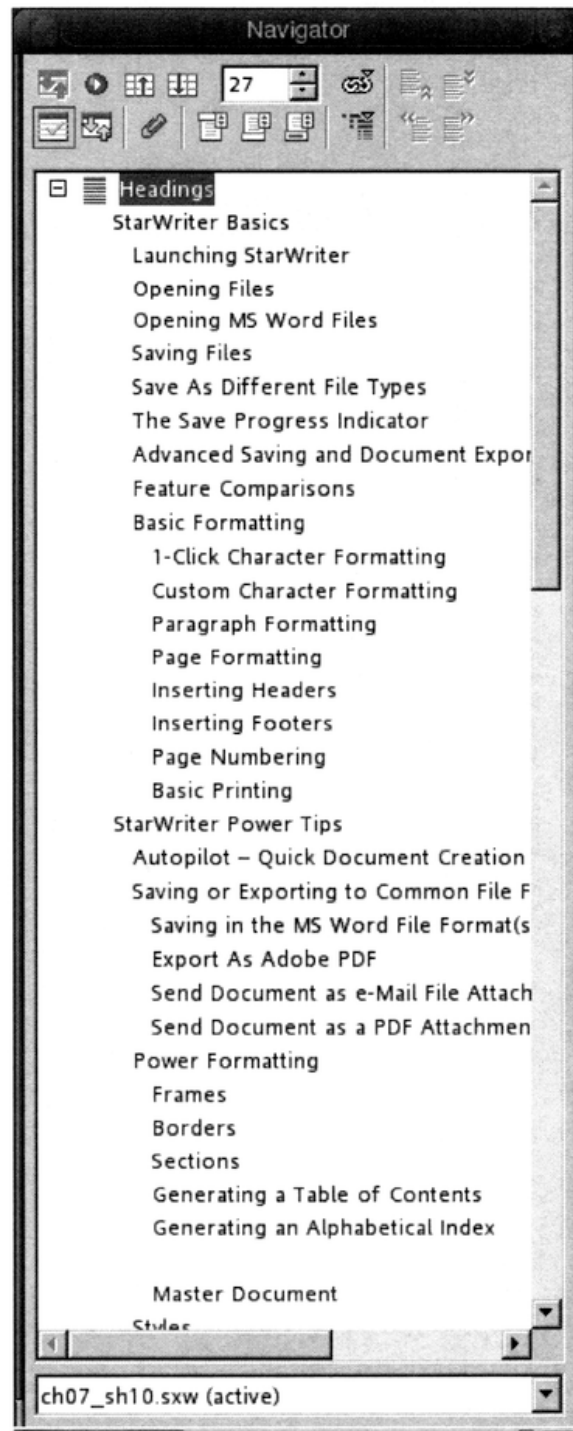 Navigator
27
Headings
StarWriter Basics
Launching StarWriter
Opening Files
Opening MS Word Files
Saving Files
Save As Different File Types
The Save Progress Indicator
Advanced Saving and Document Expor
Feature Comparisons
Basic Formatting
1-Click Character Formatting
Custom Character Formatting
Paragraph Formatting
Page Formatting
Inserting Headers
Inserting Footers
Page Numbering
Basic Printing
StarWriter Power Tips
Autopilot – Quick Document Creation
Saving or Exporting to Common File F
Saving in the MS Word File Format(s
Export As Adobe PDF
Send Document as e-Mail File Attach
Send Document as a PDF Attachmen
Power Formatting
Frames
Borders
Sections
Generating a Table of Contents
Generating an Alphabetical Index
Master Document
Styles
ch07_sh10.sxw (active)